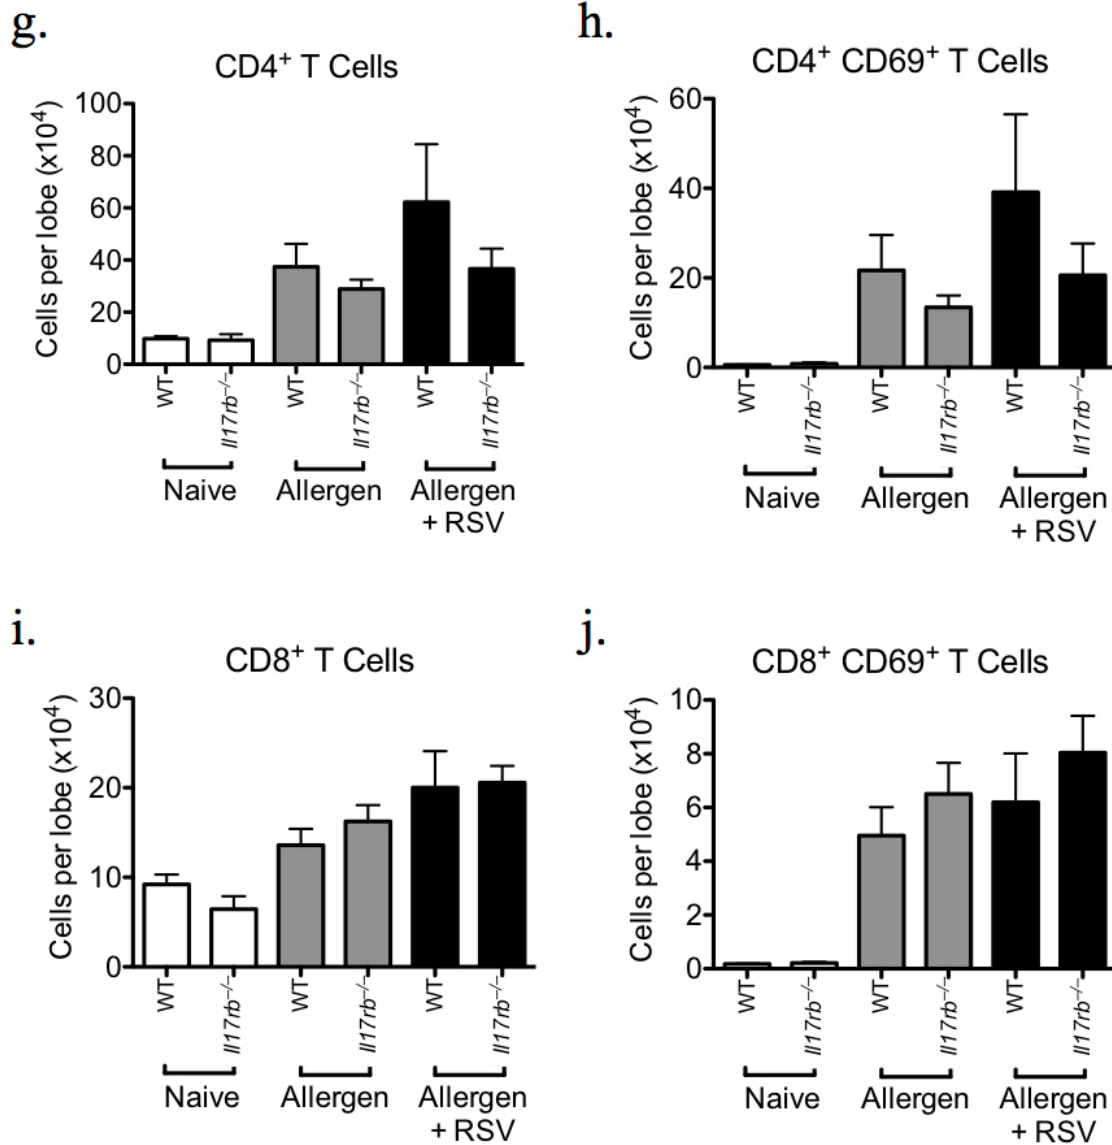 g.
CD4⁺ T Cells
Cells per lobe (x10⁴)
100
80
60
40
20
0
WT
Il17rb⁻/⁻
WT
Il17rb⁻/⁻
WT
Il17rb⁻/⁻
Naive
Allergen
Allergen
+ RSV
h.
CD4⁺ CD69⁺ T Cells
Cells per lobe (x10⁴)
60
40
20
0
WT
Il17rb⁻/⁻
WT
Il17rb⁻/⁻
WT
Il17rb⁻/⁻
Naive
Allergen
Allergen
+ RSV
i.
CD8⁺ T Cells
Cells per lobe (x10⁴)
30
20
10
0
WT
Il17rb⁻/⁻
WT
Il17rb⁻/⁻
WT
Il17rb⁻/⁻
Naive
Allergen
Allergen
+ RSV
j.
CD8⁺ CD69⁺ T Cells
Cells per lobe (x10⁴)
10
8
6
4
2
0
WT
Il17rb⁻/⁻
WT
Il17rb⁻/⁻
WT
Il17rb⁻/⁻
Naive
Allergen
Allergen
+ RSV